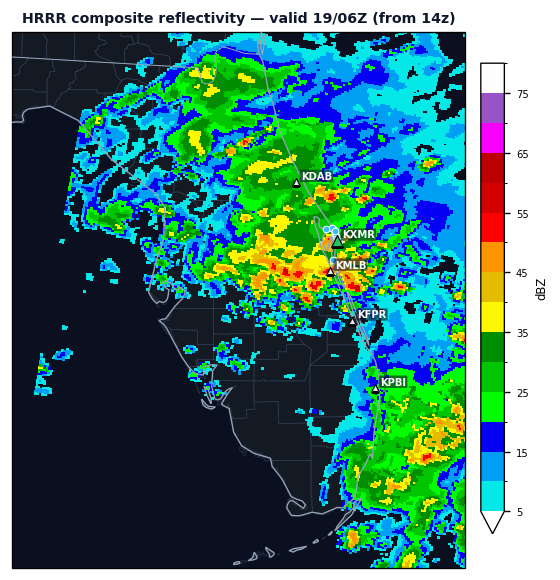 HRRR composite reflectivity — valid 19/06Z (from 14z)
KDAB
KXMR
KMLB
KFPR
KPBI
75
65
55
45
35
25
15
5
dBZ